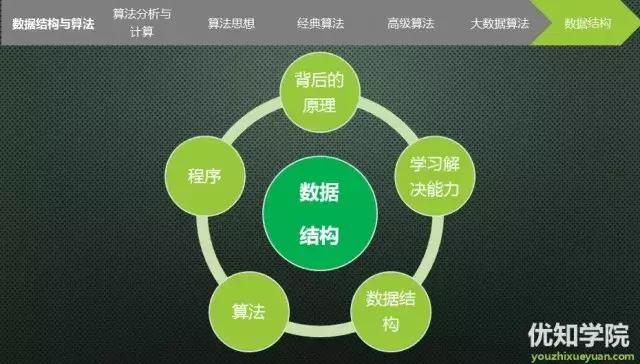 数据结构与算法
算法分析与
计算
算法思想
经典算法
高级算法
大数据算法
数据结构
背后的
原理
程序
学习解
决能力
数据
结构
算法
数据结
构
优知学院
youzhixueyuan.com